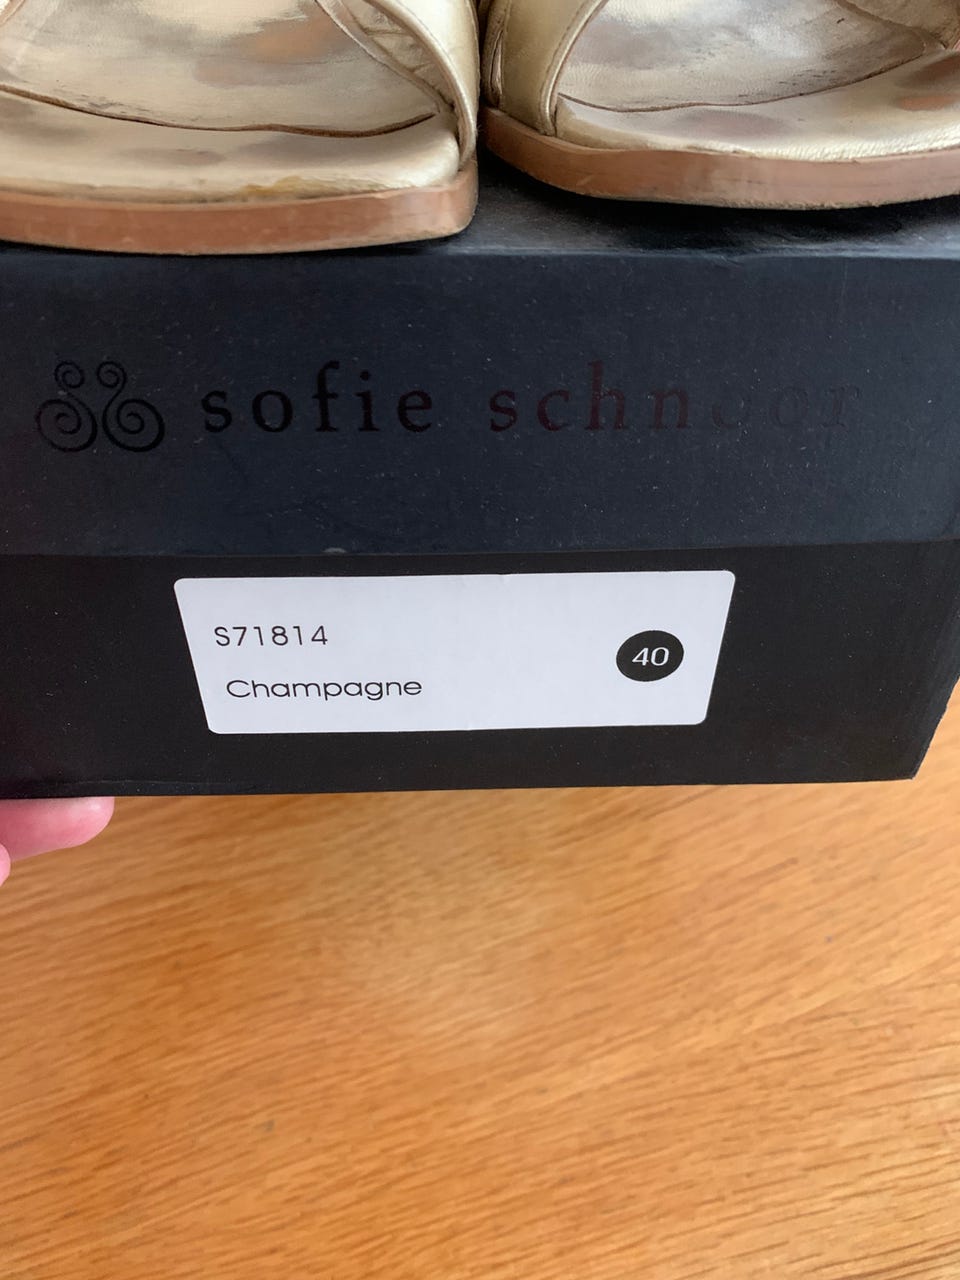 sofie schnoor
S71814
40
Champagne